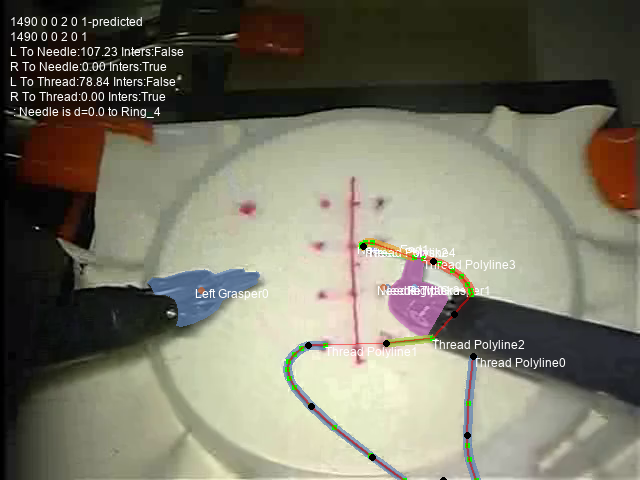 1490 0 0 2 0 1-predicted
1490 0 0 2 0 1
L To Needle:107.23 Inters:False
R To Needle:0.00 Inters:True
L To Thread:78.84 Inters:False
R To Thread:0.00 Inters:True
: Needle is d=0.0 to Ring_4
Thread Polyline3
Left Grasper0
Thread Polyline2
Thread Polyline1
Thread Polyline0